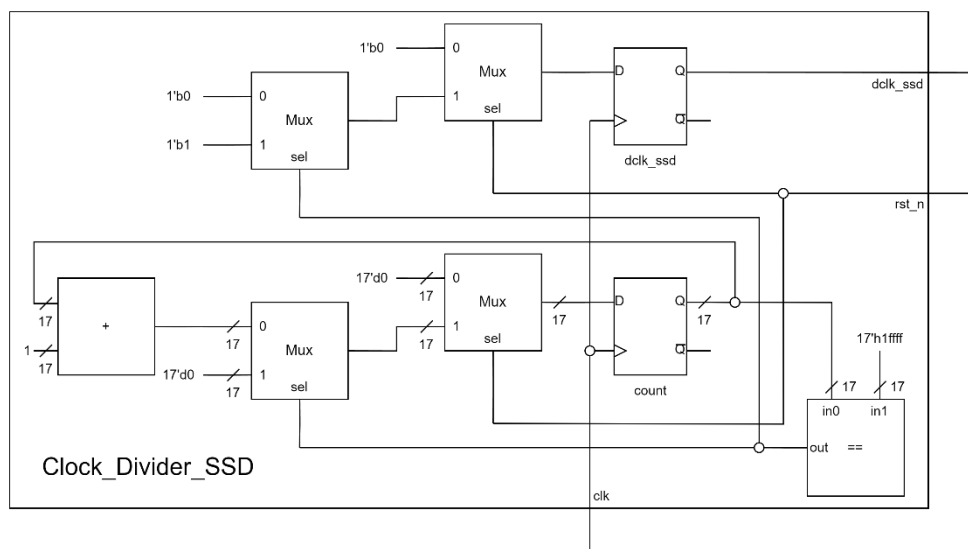 1'b0
0
Mux
1
sel
1'b0
0
Mux
1'b1
1
sel
D
Q
Q
dclk_ssd
dclk_ssd
rst_n
17
1
17
+
17
0
17'd0
17
1
Mux
sel
17'd0
17
0
17
1
Mux
sel
17
D
Q
17
Q
count
17'h1ffff
17
17
in0
in1
out
==
Clock_Divider_SSD
clk